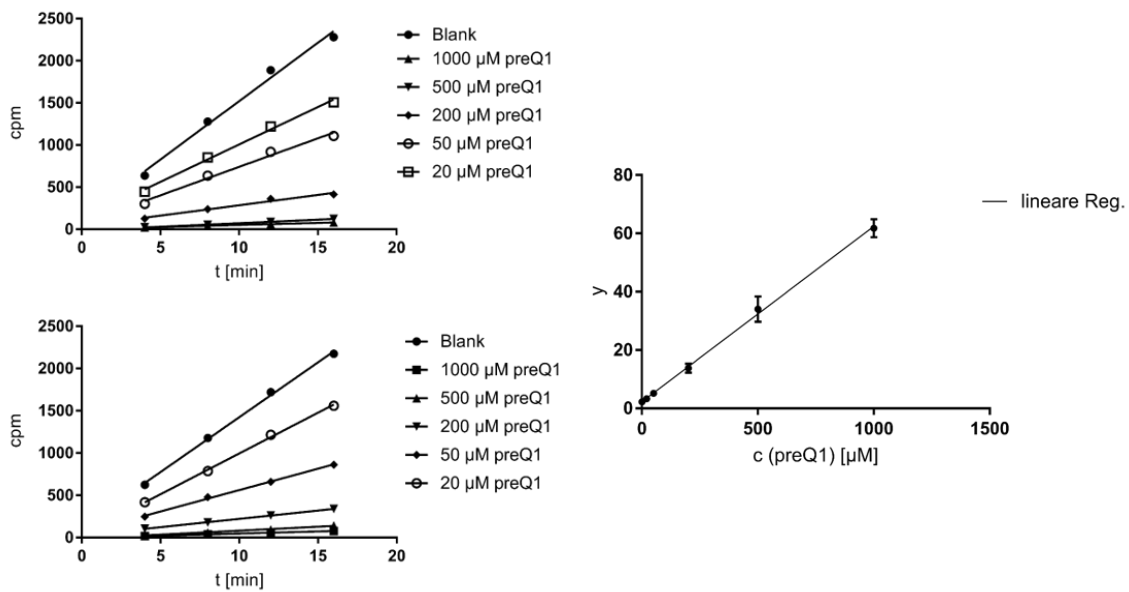 2500
2000
1500
1000
500
0
cpm
0 5 10 15 20
t [min]
Blank
1000 µM preQ1
500 µM preQ1
200 µM preQ1
50 µM preQ1
20 µM preQ1
2500
2000
1500
1000
500
0
cpm
0 5 10 15 20
t [min]
Blank
1000 µM preQ1
500 µM preQ1
200 µM preQ1
50 µM preQ1
20 µM preQ1
80
60
40
20
0
y
0 500 1000 1500
c (preQ1) [µM]
lineare Reg.